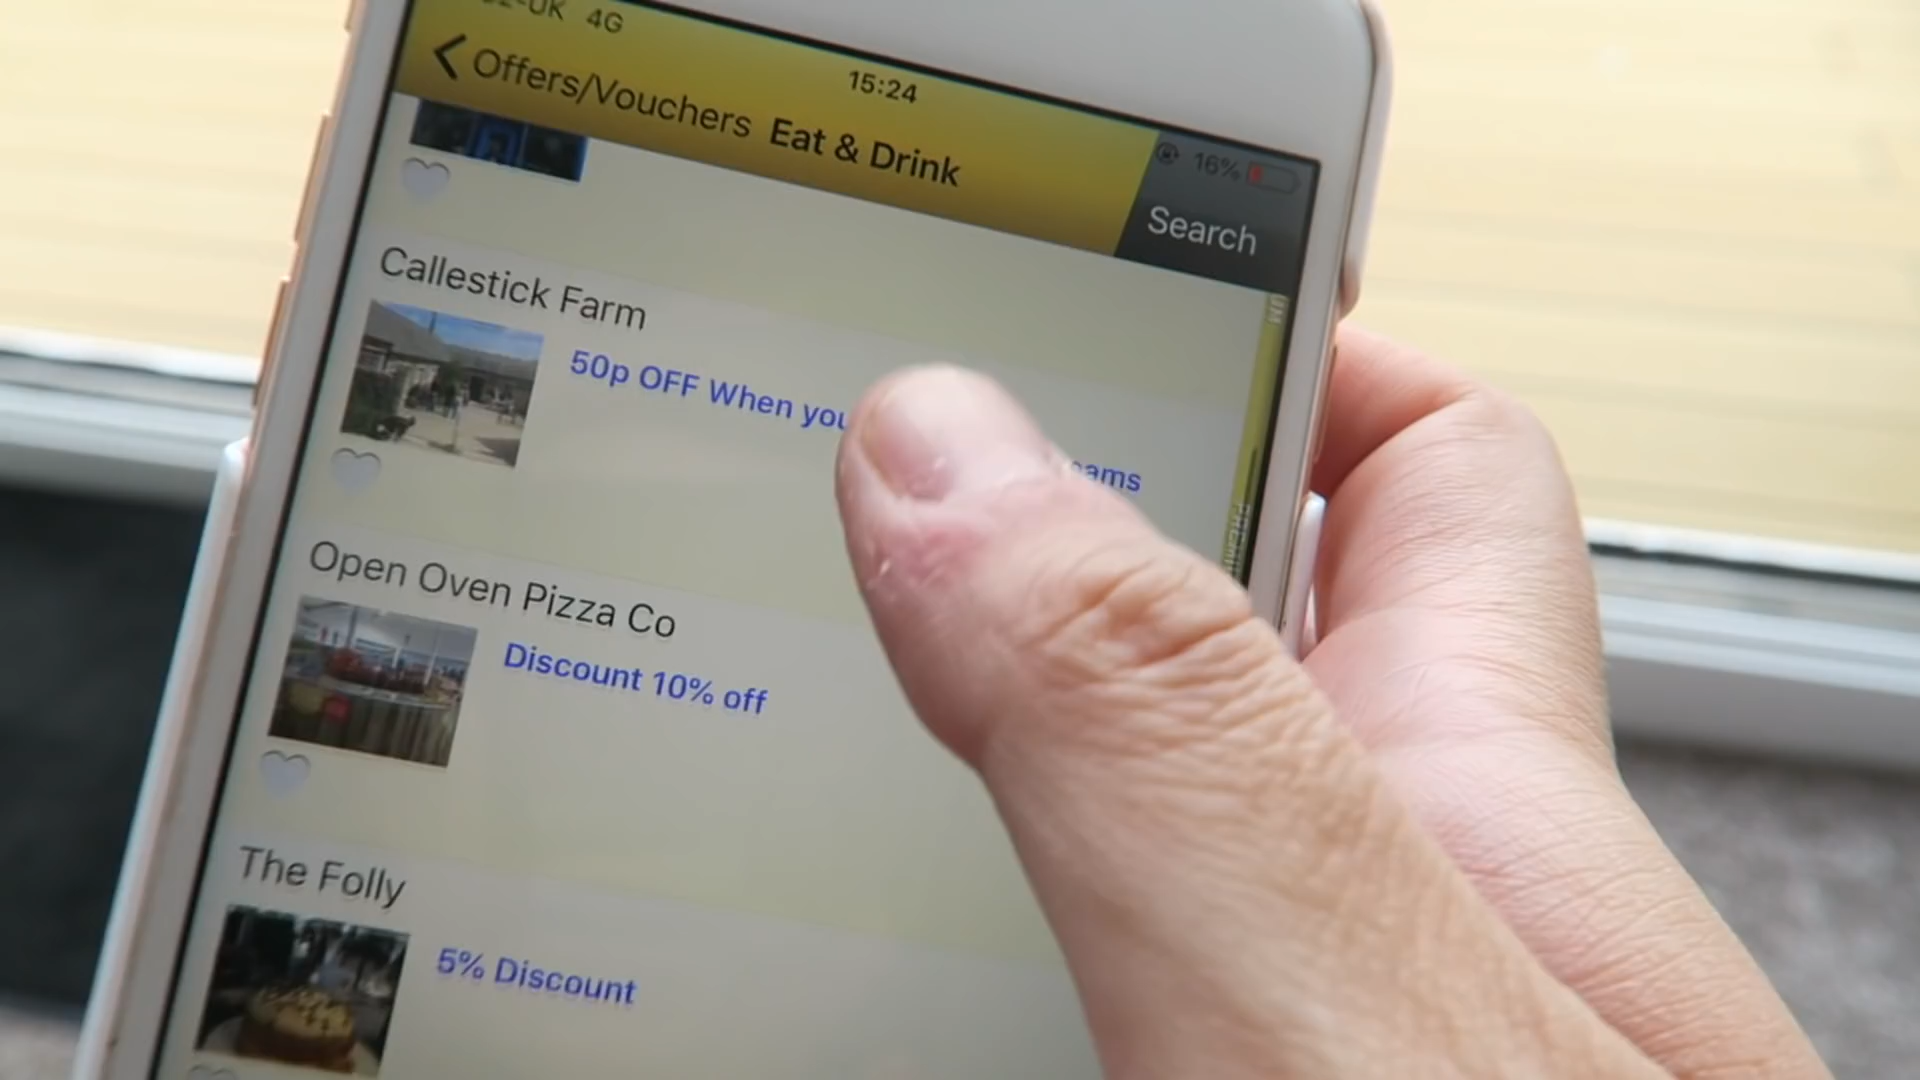 4G
15:24
16%
Offers/Vouchers Eat & Drink
Search
Callestick Farm
50p OFF When you
Open Oven Pizza Co
Discount 10% off
The Folly
5% Discount